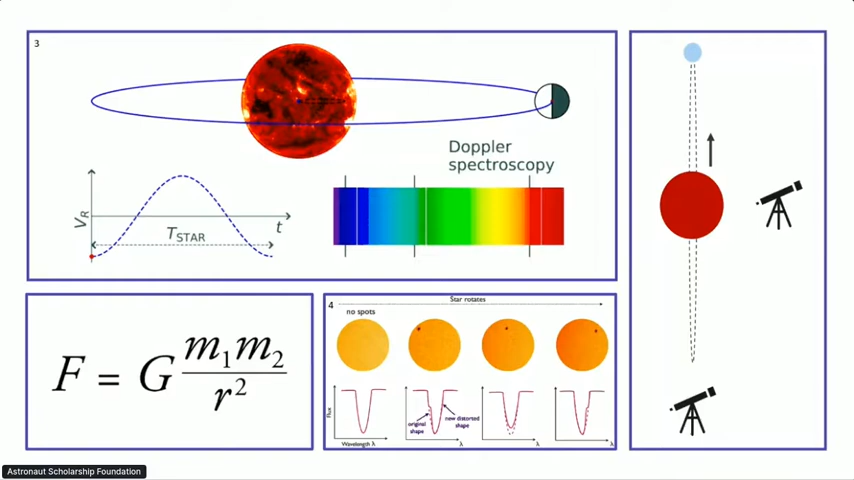 3
Doppler
spectroscopy
V_R
T_STAR
t
F = G m₁m₂ / r²
4
Star rotates
no spots
Flux
original
shape
new distorted
shape
Wavelength λ
λ
λ
λ
Astronaut Scholarship Foundation